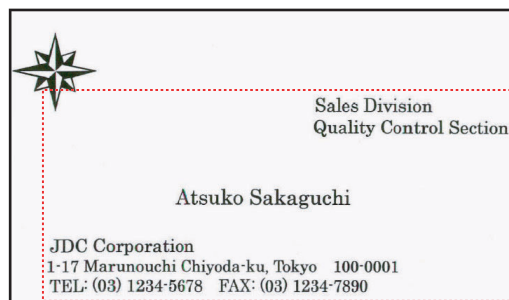 Sales Division
Quality Control Section
Atsuko Sakaguchi
JDC Corporation
1-17 Marunouchi Chiyoda-ku, Tokyo 100-0001
TEL: (03) 1234-5678 FAX: (03) 1234-7890